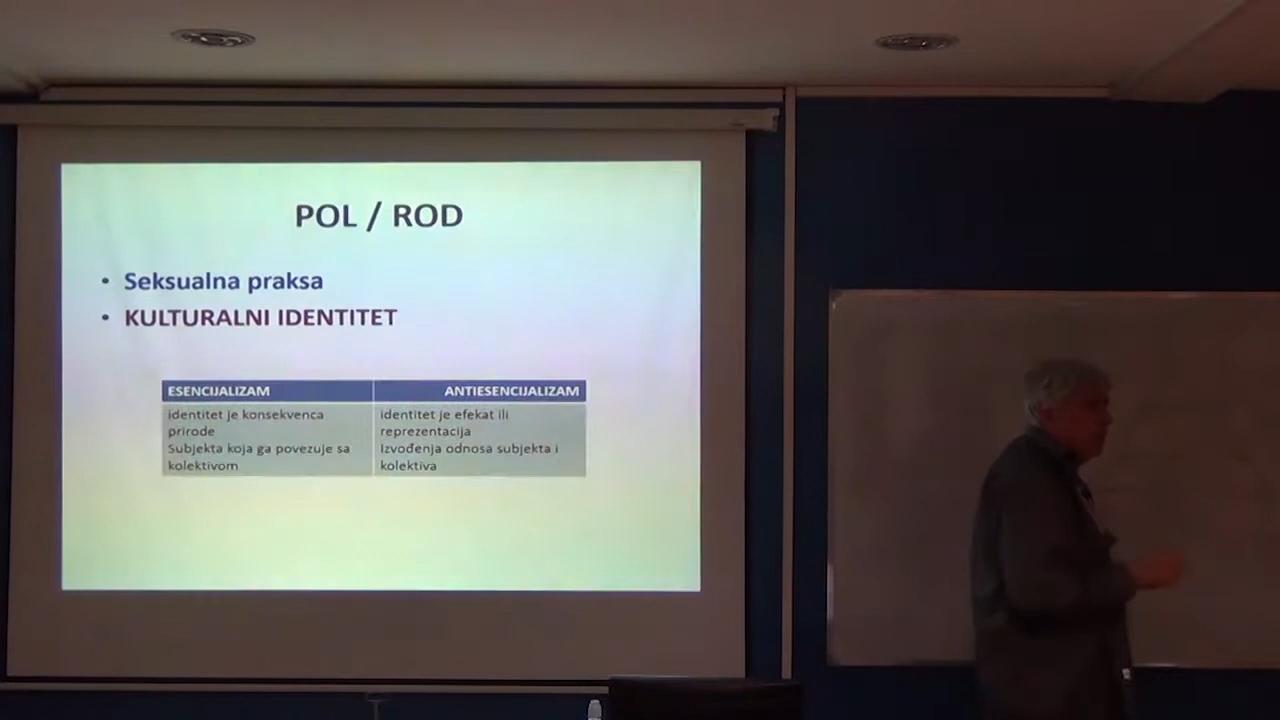 POL / ROD
• Seksualna praksa
• KULTURALNI IDENTITET
ESENCIJALIZAM
identitet je konsekvenca
prirode
Subjekta koja ga povezuje sa
kolektivom
ANTIESENCIJALIZAM
identitet je efekat ili
reprezentacija
Izvođenja odnosa subjekta i
kolektiva